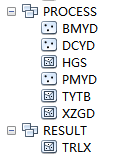 PROCESS
BMYD
DCYD
HGS
PMYD
TYTB
XZGD
RESULT
TRLX